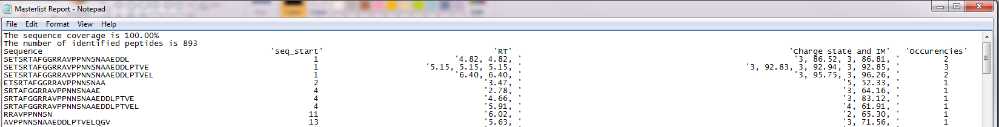 Masterlist Report - Notepad
File Edit Format View Help
The sequence coverage is 100.00%
The number of identified peptides is 893
Sequence 'seq_start' 'RT' 'Charge state and IM' 'Occurencies'
SETSRTAFGGRRAVPPNNSNAAEDDL 1 '4.82, 4.82, ' '3, 86.52, 3, 86.81, ' 2
SETSRTAFGGRRAVPPNNSNAAEDDLPTVE 1 '5.15, 5.15, 5.15, ' '3, 92.83, 3, 92.94, 3, 92.85, ' 3
SETSRTAFGGRRAVPPNNSNAAEDDLPTVEL 1 '6.40, 6.40, ' '3, 95.75, 3, 96.26, ' 2
ETSRTAFGGRRAVPPNNSNAA 2 '3.47, ' '5, 52.33, ' 1
SRTAFGGRRAVPPNNSNAAE 4 '2.78, ' '3, 64.16, ' 1
SRTAFGGRRAVPPNNSNAAEDDLPTVE 4 '4.66, ' '3, 83.12, ' 1
SRTAFGGRRAVPPNNSNAAEDDLPTVEL 4 '5.91, ' '4, 61.91, ' 1
RRAVPPNNSN 11 '6.02, ' '2, 65.30, ' 1
AVPPNNSNAAEDDLPTVELQGV 13 '5.63, ' '3, 71.56, ' 1